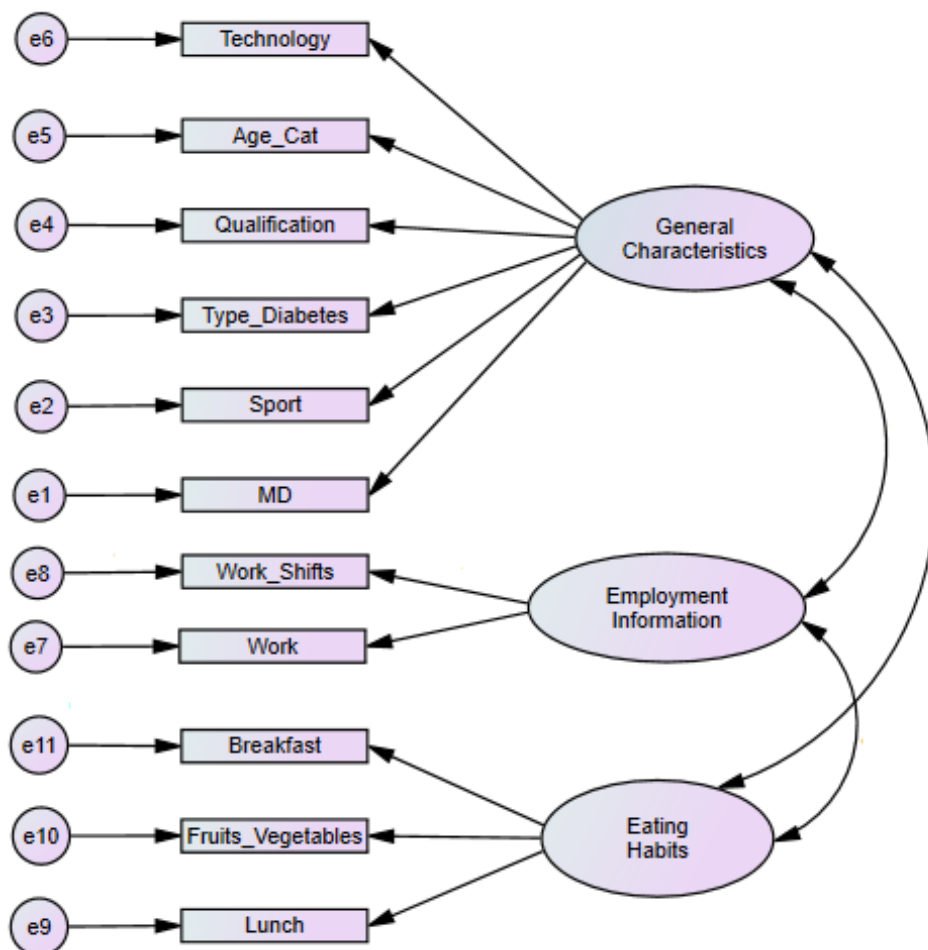 e6
Technology
e5
Age_Cat
e4
Qualification
General
Characteristics
e3
Type_Diabetes
e2
Sport
e1
MD
e8
Work_Shifts
Employment
Information
e7
Work
e11
Breakfast
e10
Fruits_Vegetables
Eating
Habits
e9
Lunch